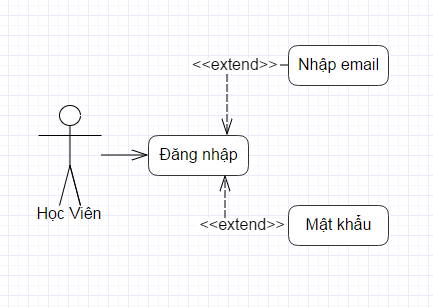 <<extend>> Nhập email
Đăng nhập
Học Viên
<<extend>> Mật khẩu